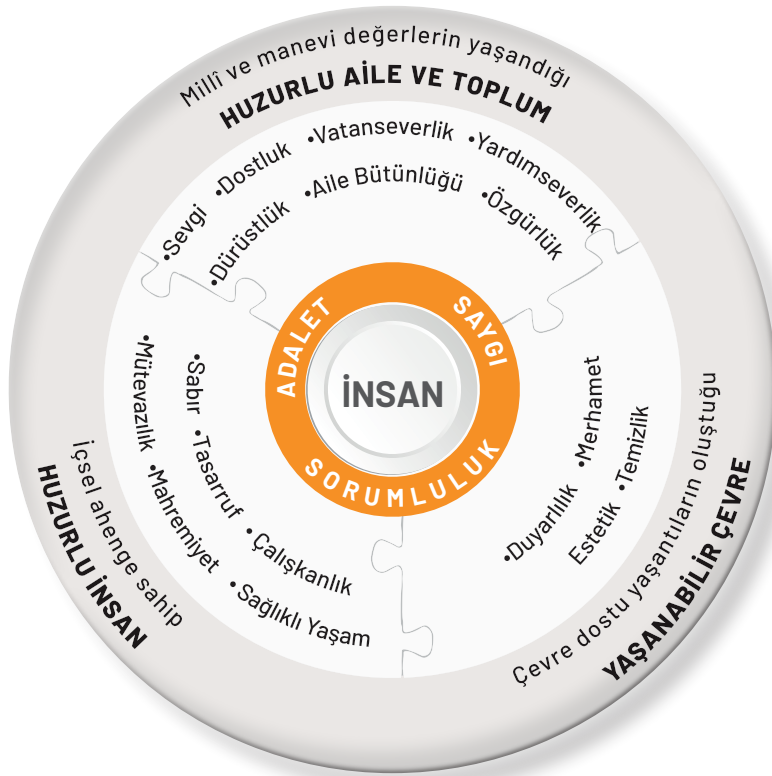 Millî ve manevi değerlerin yaşandığı
HUZURLU AİLE VE TOPLUM
•Sevgi •Dostluk •Vatanseverlik •Yardımseverlik
•Dürüstlük •Aile Bütünlüğü •Özgürlük
ADALET
SAYGI
SORUMLULUK
İNSAN
•Mütevazılık •Mahremiyet •Sağlıklı Yaşam
•Sabır •Tasarruf •Çalışkanlık
İçsel ahenge sahip
HUZURLU İNSAN
•Duyarlılık •Merhamet
Estetik •Temizlik
Çevre dostu yaşantıların oluştuğu
YAŞANABİLİR ÇEVRE